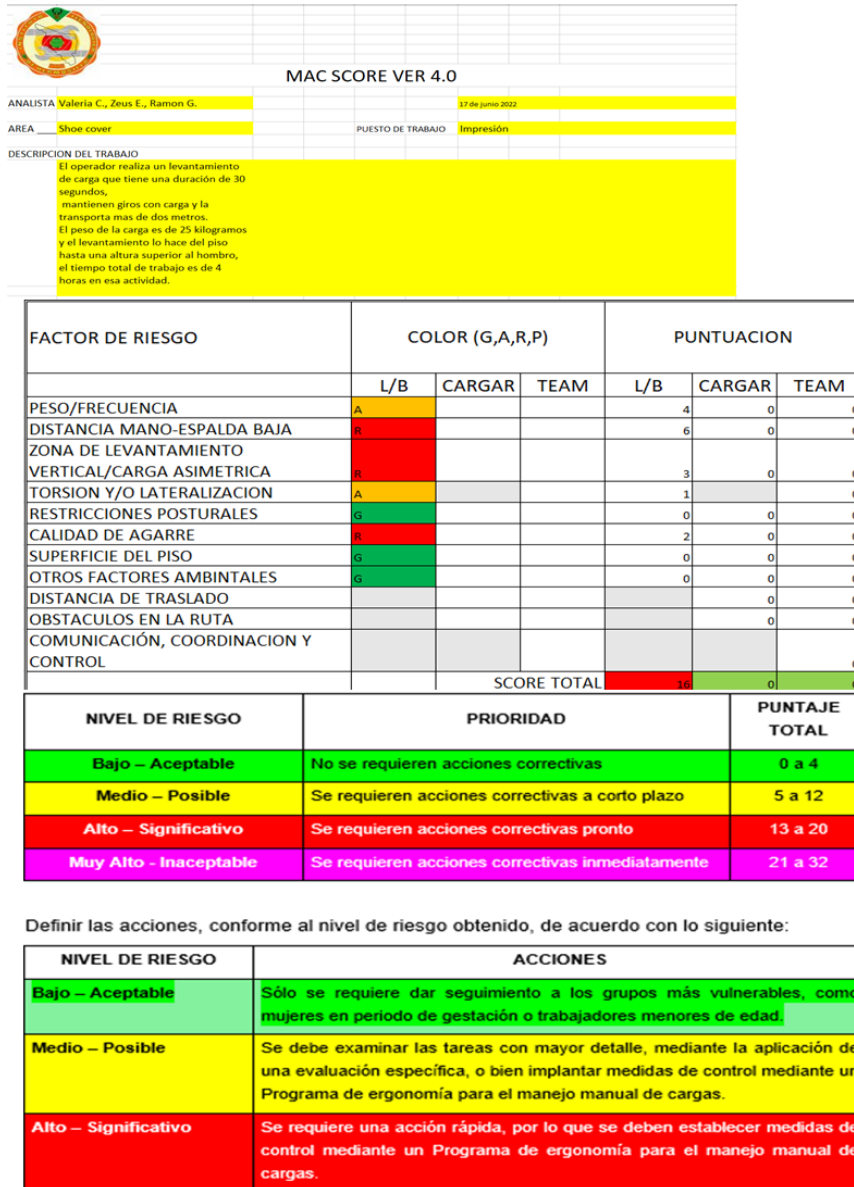 MAC SCORE VER 4.0
ANALISTA Valeria C., Zeus E., Ramon G. 17 de junio 2022
AREA ____ Shoe cover PUESTO DE TRABAJO Impresión
DESCRIPCION DEL TRABAJO
El operador realiza un levantamiento
de carga que tiene una duración de 30
segundos,
mantienen giros con carga y la
transporta mas de dos metros.
El peso de la carga es de 25 kilogramos
y el levantamiento lo hace del piso
hasta una altura superior al hombro,
el tiempo total de trabajo es de 4
horas en esa actividad.
FACTOR DE RIESGO COLOR (G,A,R,P) PUNTUACION
L/B CARGAR TEAM L/B CARGAR TEAM
PESO/FRECUENCIA A 4 0 0
DISTANCIA MANO-ESPALDA BAJA R 6 0 0
ZONA DE LEVANTAMIENTO
VERTICAL/CARGA ASIMETRICA R 3 0 0
TORSION Y/O LATERALIZACION A 1 0
RESTRICCIONES POSTURALES G 0 0 0
CALIDAD DE AGARRE R 2 0 0
SUPERFICIE DEL PISO G 0 0 0
OTROS FACTORES AMBINTALES G 0 0 0
DISTANCIA DE TRASLADO 0 0
OBSTACULOS EN LA RUTA 0 0
COMUNICACIÓN, COORDINACION Y
CONTROL 0
SCORE TOTAL 16 0 0
NIVEL DE RIESGO PRIORIDAD PUNTAJE
TOTAL
Bajo – Aceptable No se requieren acciones correctivas 0 a 4
Medio – Posible Se requieren acciones correctivas a corto plazo 5 a 12
Alto – Significativo Se requieren acciones correctivas pronto 13 a 20
Muy Alto - Inaceptable Se requieren acciones correctivas inmediatamente 21 a 32
Definir las acciones, conforme al nivel de riesgo obtenido, de acuerdo con lo siguiente:
NIVEL DE RIESGO ACCIONES
Bajo – Aceptable Sólo se requiere dar seguimiento a los grupos más vulnerables, como
mujeres en periodo de gestación o trabajadores menores de edad.
Medio – Posible Se debe examinar las tareas con mayor detalle, mediante la aplicación de
una evaluación específica, o bien implantar medidas de control mediante un
Programa de ergonomía para el manejo manual de cargas.
Alto – Significativo Se requiere una acción rápida, por lo que se deben establecer medidas de
control mediante un Programa de ergonomía para el manejo manual de
cargas.